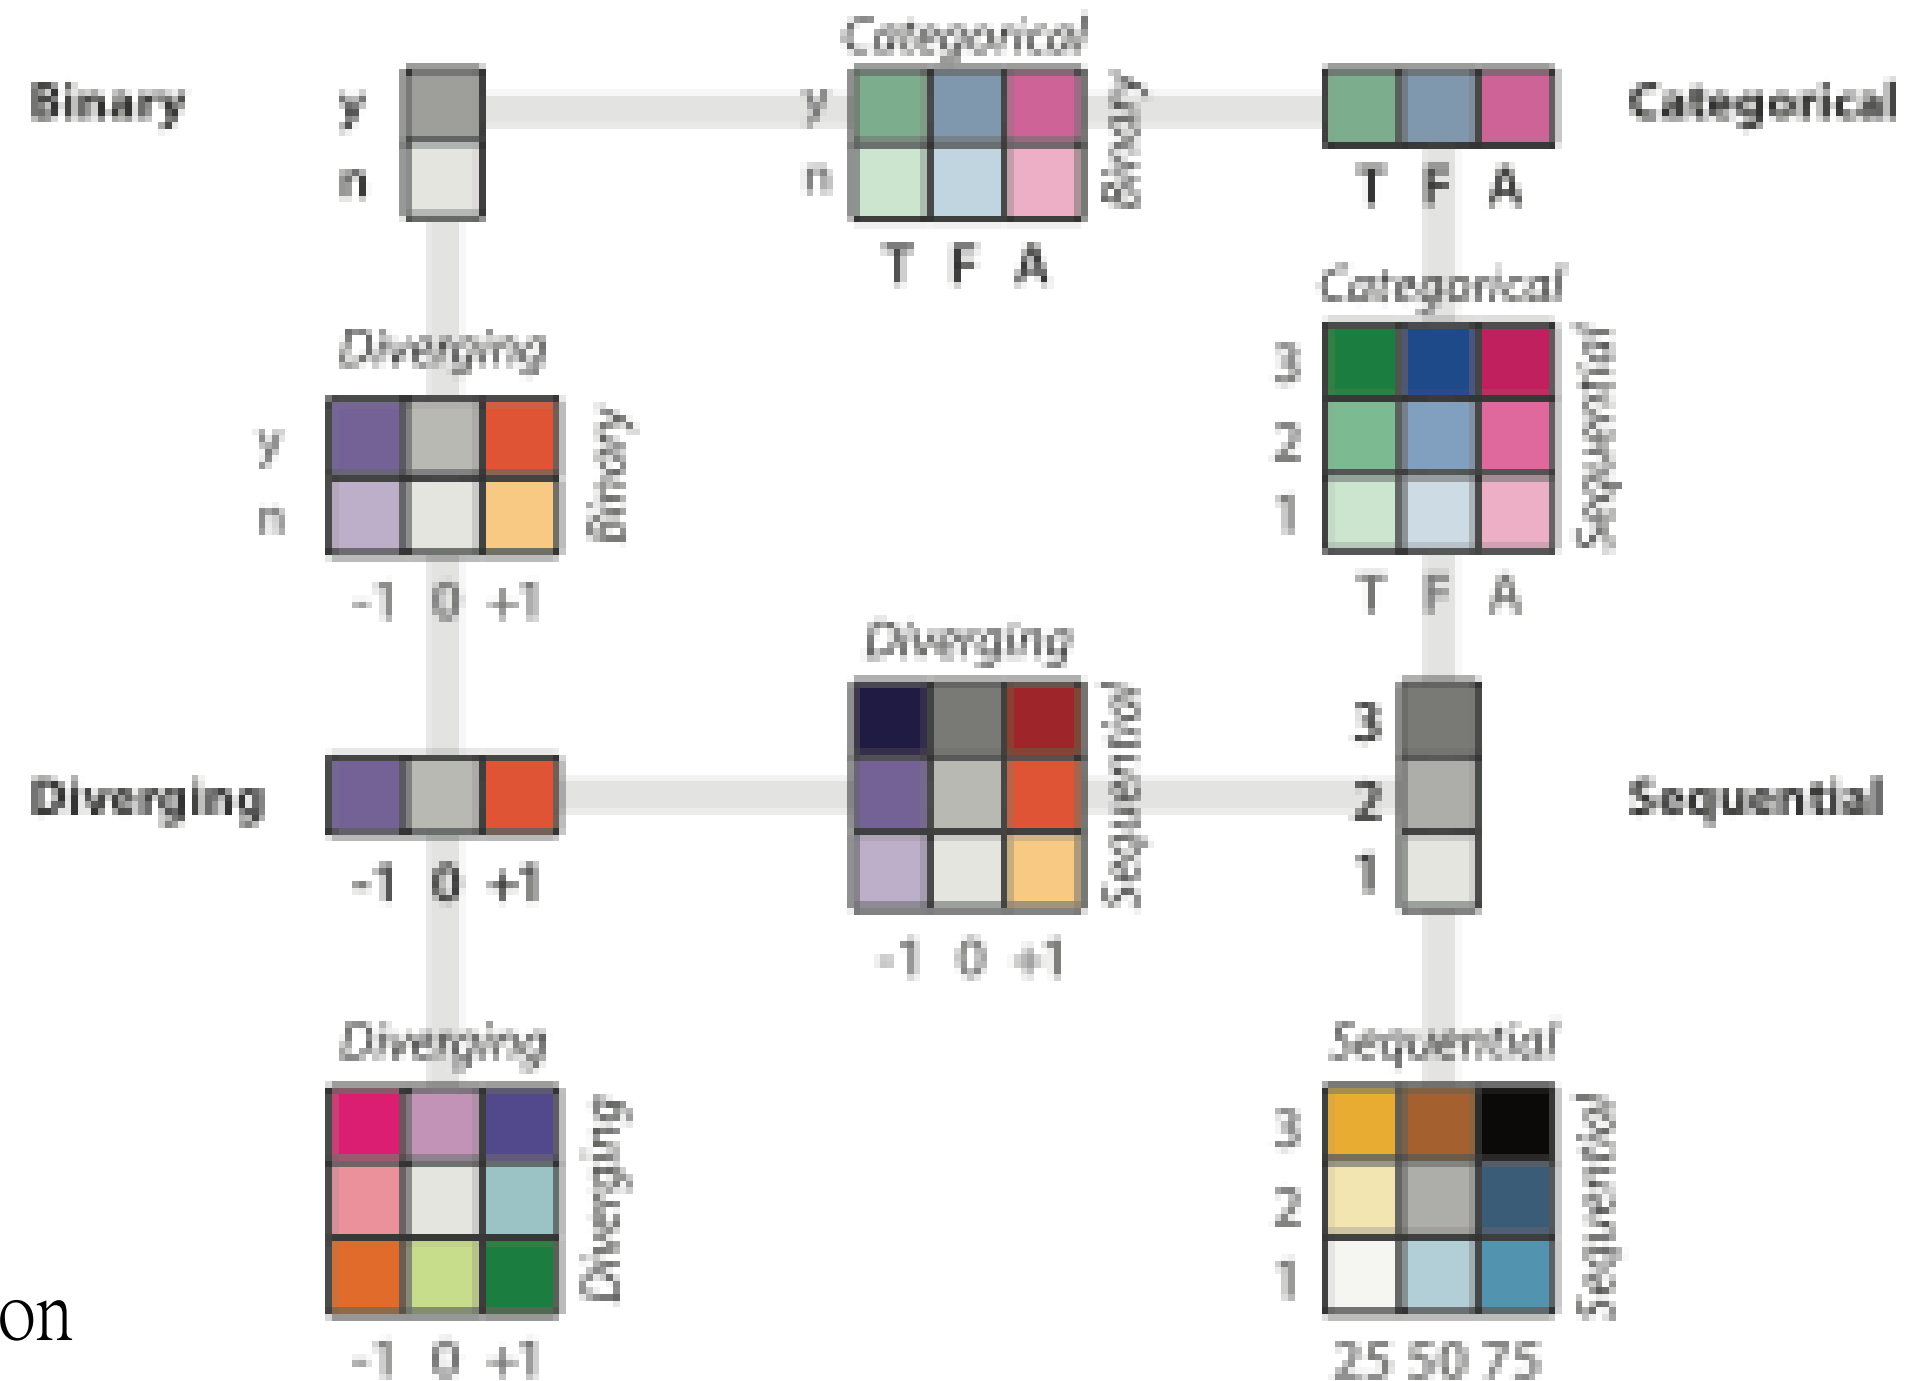 Categorical
Binary y y Binary Categorical
n n
T F A
T F A
Categorical
Diverging
3
y Binary 2 Sequential
n 1
-1 0 +1 T F A
Diverging
3
Diverging Sequential 2 Sequential
1
-1 0 +1
-1 0 +1
Diverging Sequential
3
Diverging 2 Sequential
1
on
-1 0 +1 25 50 75